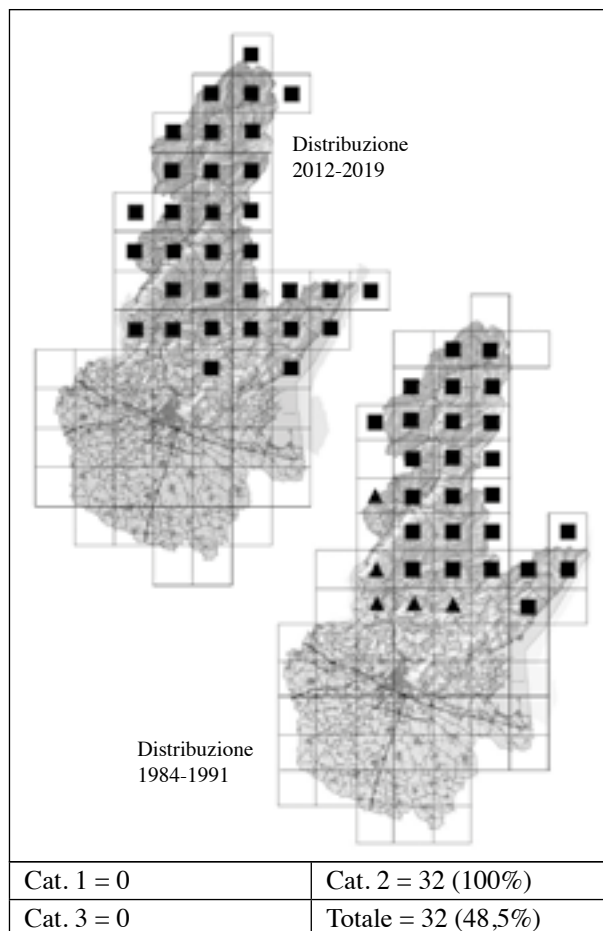 Distribuzione
2012-2019
Distribuzione
1984-1991
Cat. 1 = 0
Cat. 2 = 32 (100%)
Cat. 3 = 0
Totale = 32 (48,5%)